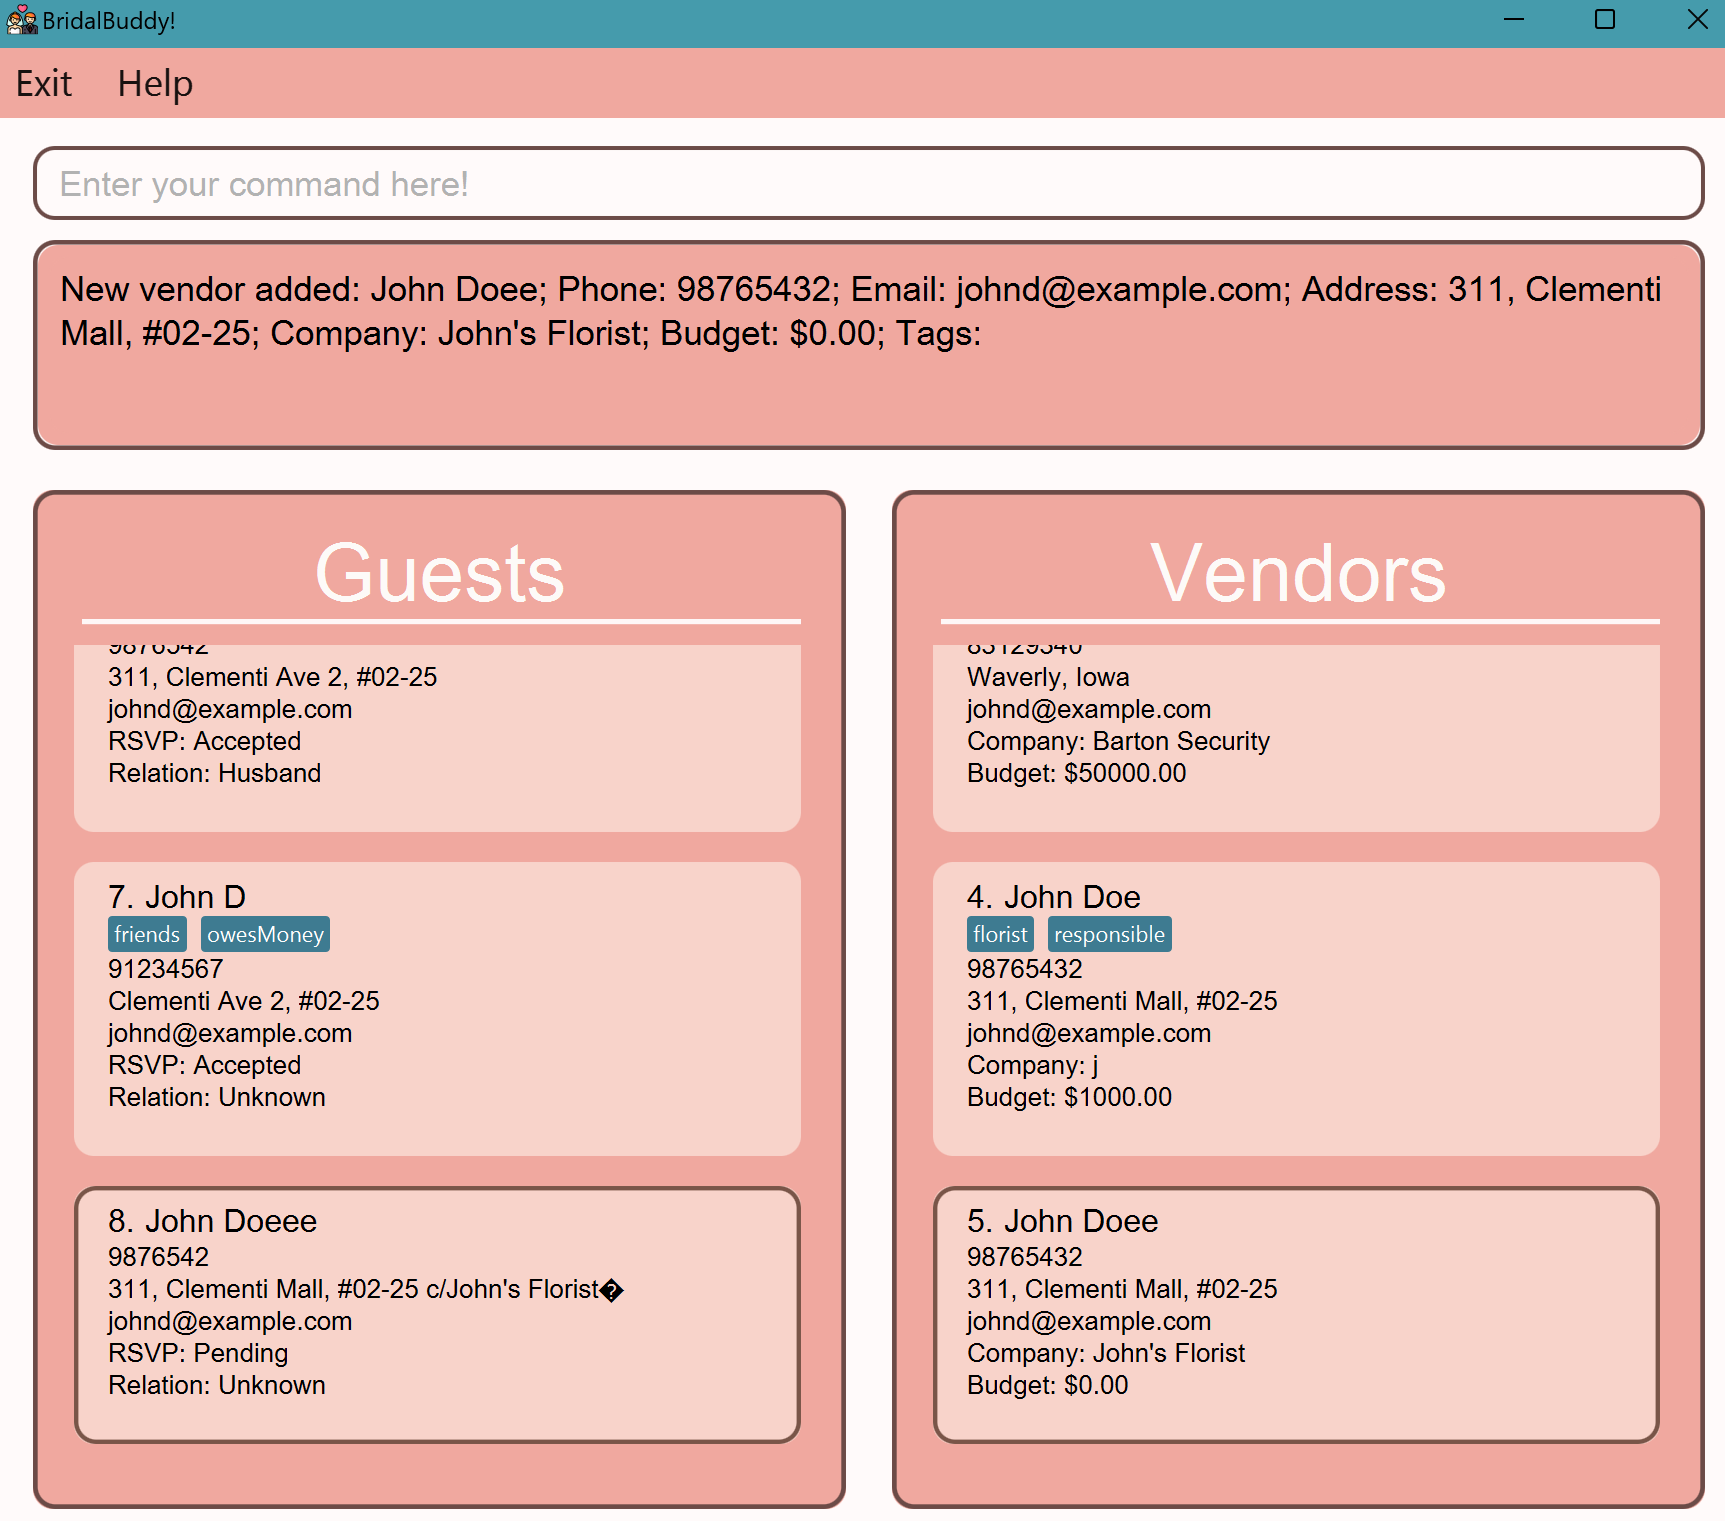 BridalBuddy!
Exit Help
Enter your command here!
New vendor added: John Doee; Phone: 98765432; Email: johnd@example.com; Address: 311, Clementi
Mall, #02-25; Company: John's Florist; Budget: $0.00; Tags:
Guests
9876542
311, Clementi Ave 2, #02-25
johnd@example.com
RSVP: Accepted
Relation: Husband
7. John D
friends owesMoney
91234567
Clementi Ave 2, #02-25
johnd@example.com
RSVP: Accepted
Relation: Unknown
8. John Doeee
9876542
311, Clementi Mall, #02-25 c/John's Florist�
johnd@example.com
RSVP: Pending
Relation: Unknown
Vendors
Waverly, Iowa
johnd@example.com
Company: Barton Security
Budget: $50000.00
4. John Doe
florist responsible
98765432
311, Clementi Mall, #02-25
johnd@example.com
Company: j
Budget: $1000.00
5. John Doee
98765432
311, Clementi Mall, #02-25
johnd@example.com
Company: John's Florist
Budget: $0.00